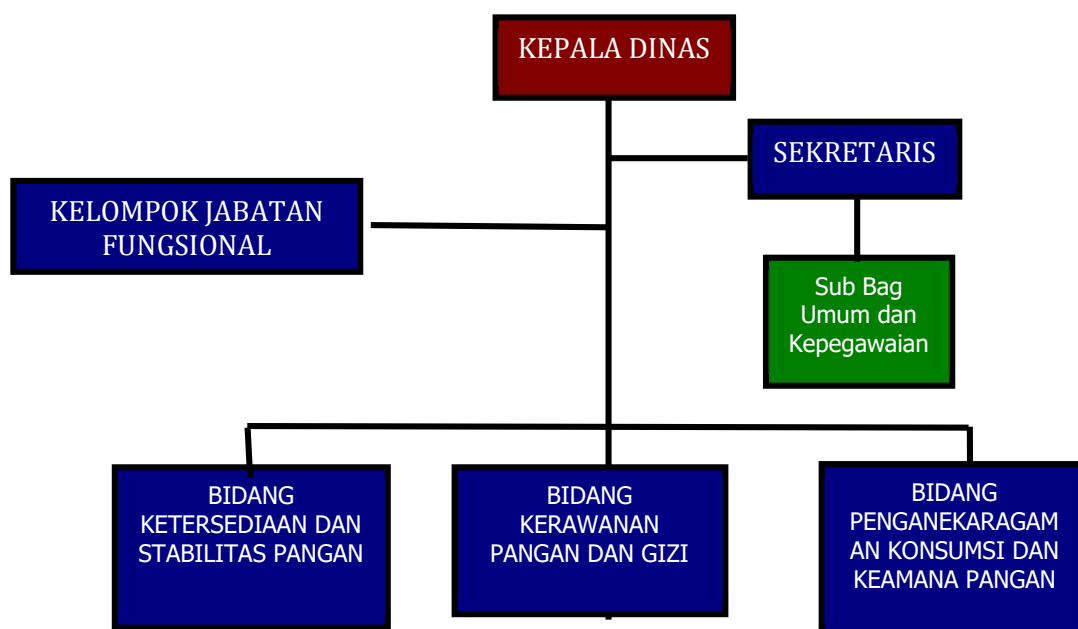 KEPALA DINAS
SEKRETARIS
KELOMPOK JABATAN
FUNGSIONAL
Sub Bag
Umum dan
Kepegawaian
BIDANG
KETERSEDIAAN DAN
STABILITAS PANGAN
BIDANG
KERAWANAN
PANGAN DAN GIZI
BIDANG
PENGANEKARAGAM
AN KONSUMSI DAN
KEAMANA PANGAN